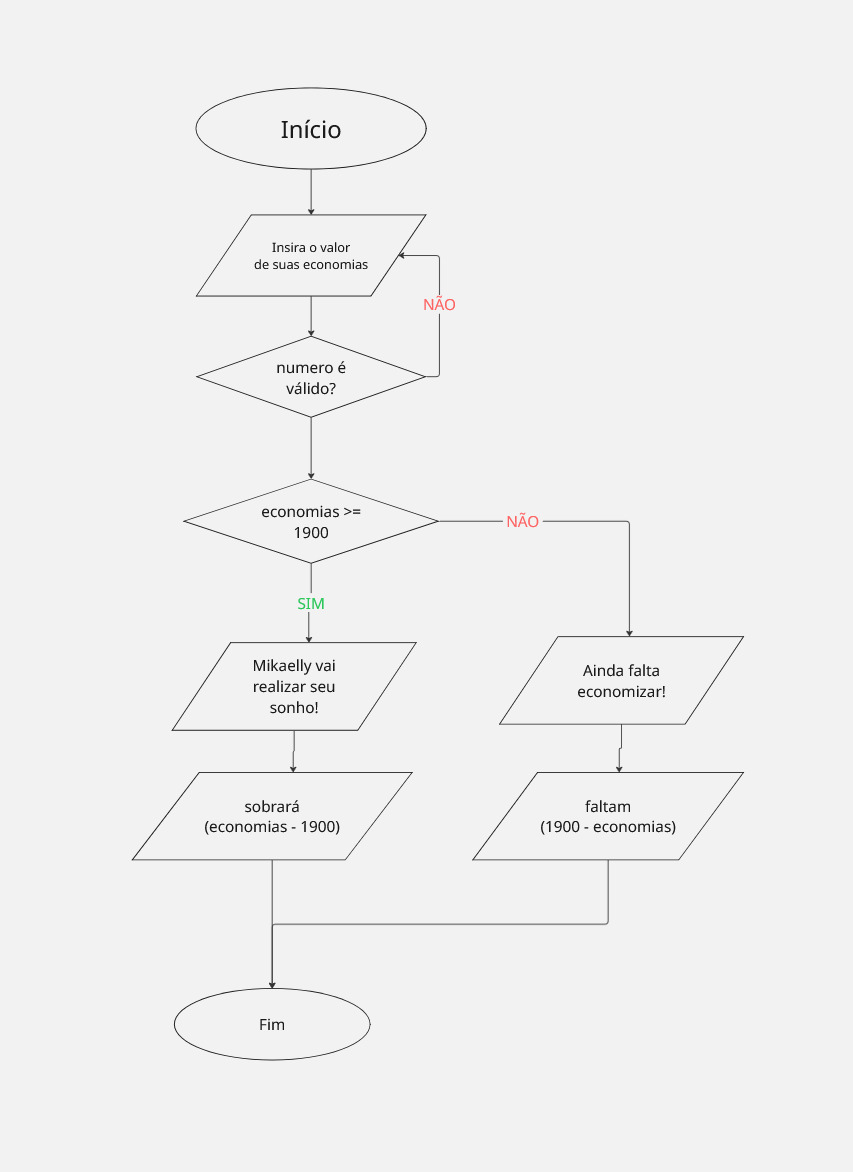 Início
Insira o valor
de suas economias
NÃO
numero é
válido?
economias >=
1900
NÃO
SIM
Mikaelly vai
realizar seu
sonho!
Ainda falta
economizar!
sobrará
(economias - 1900)
faltam
(1900 - economias)
Fim